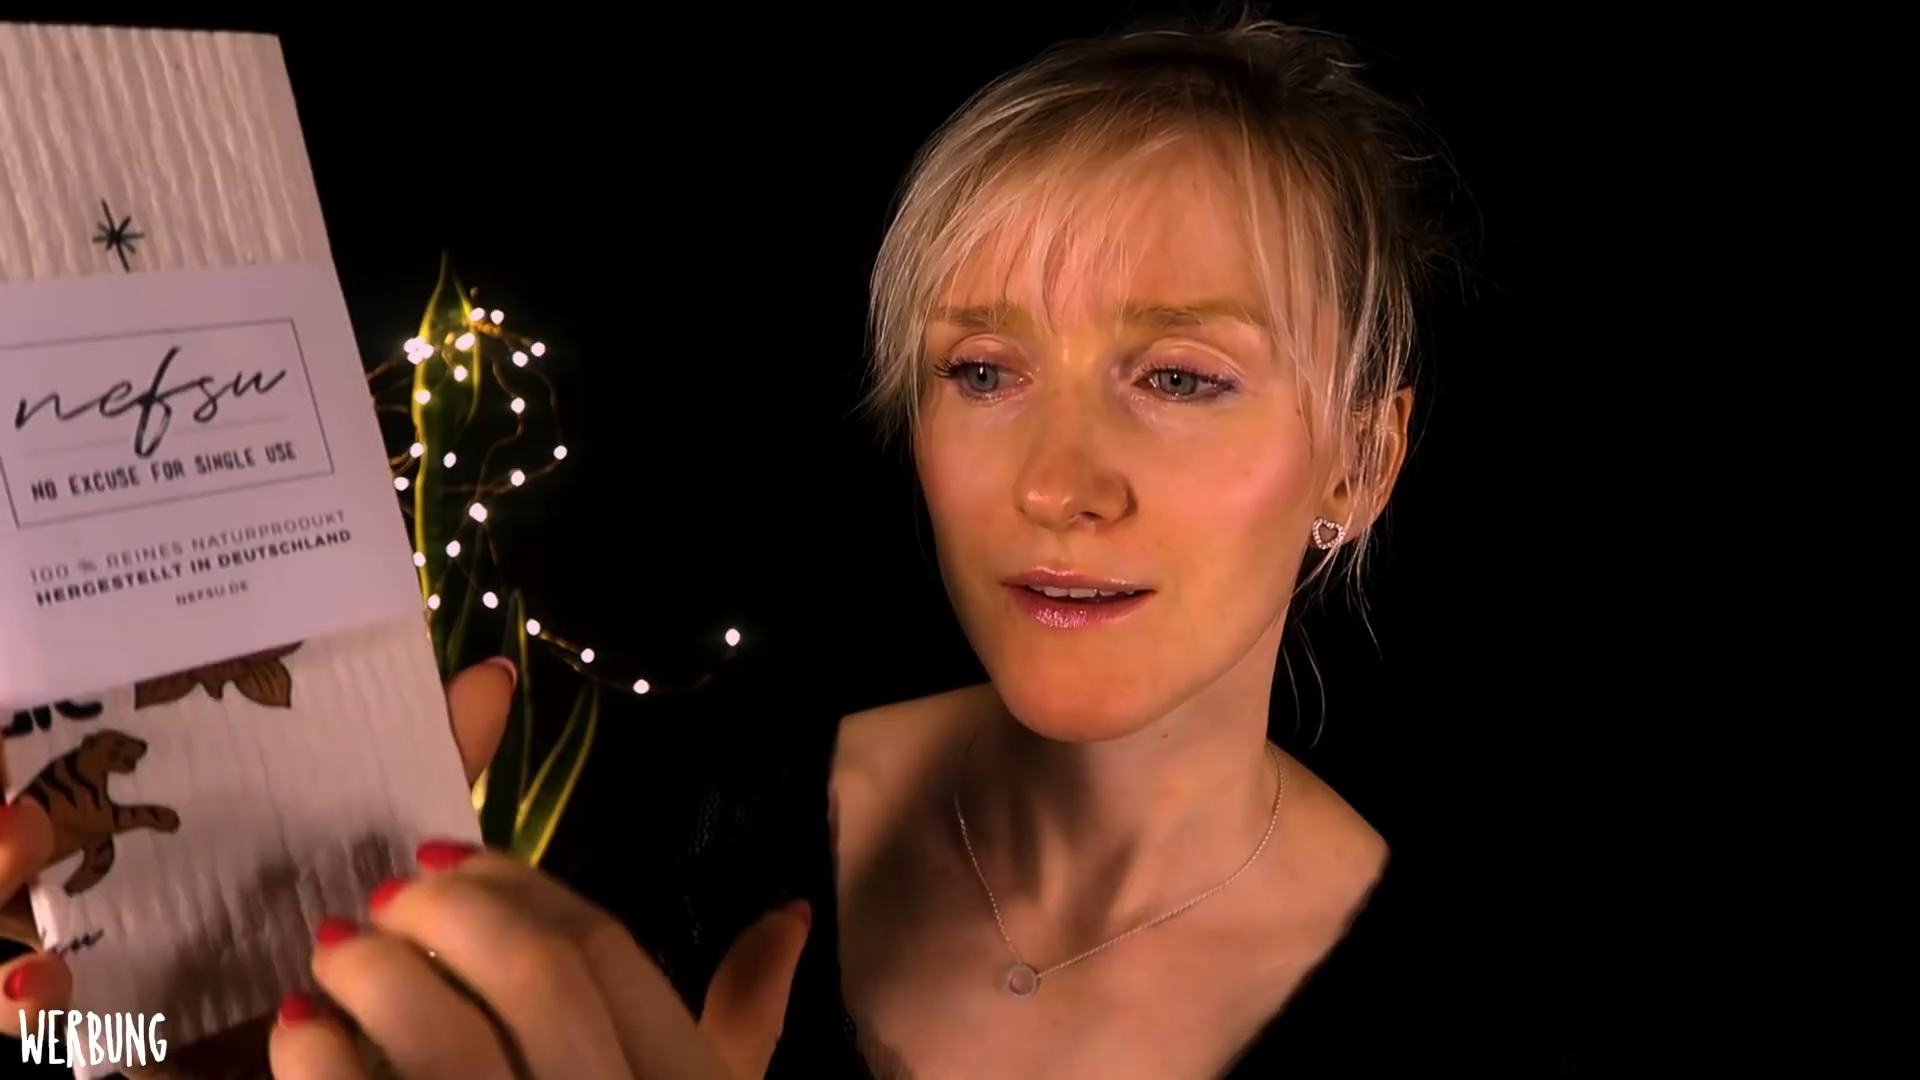 nefsu
NO EXCUSE FOR SINGLE USE
100 % REINES NATURPRODUKT
HERGESTELLT IN DEUTSCHLAND
NEFSU.DE
WERBUNG